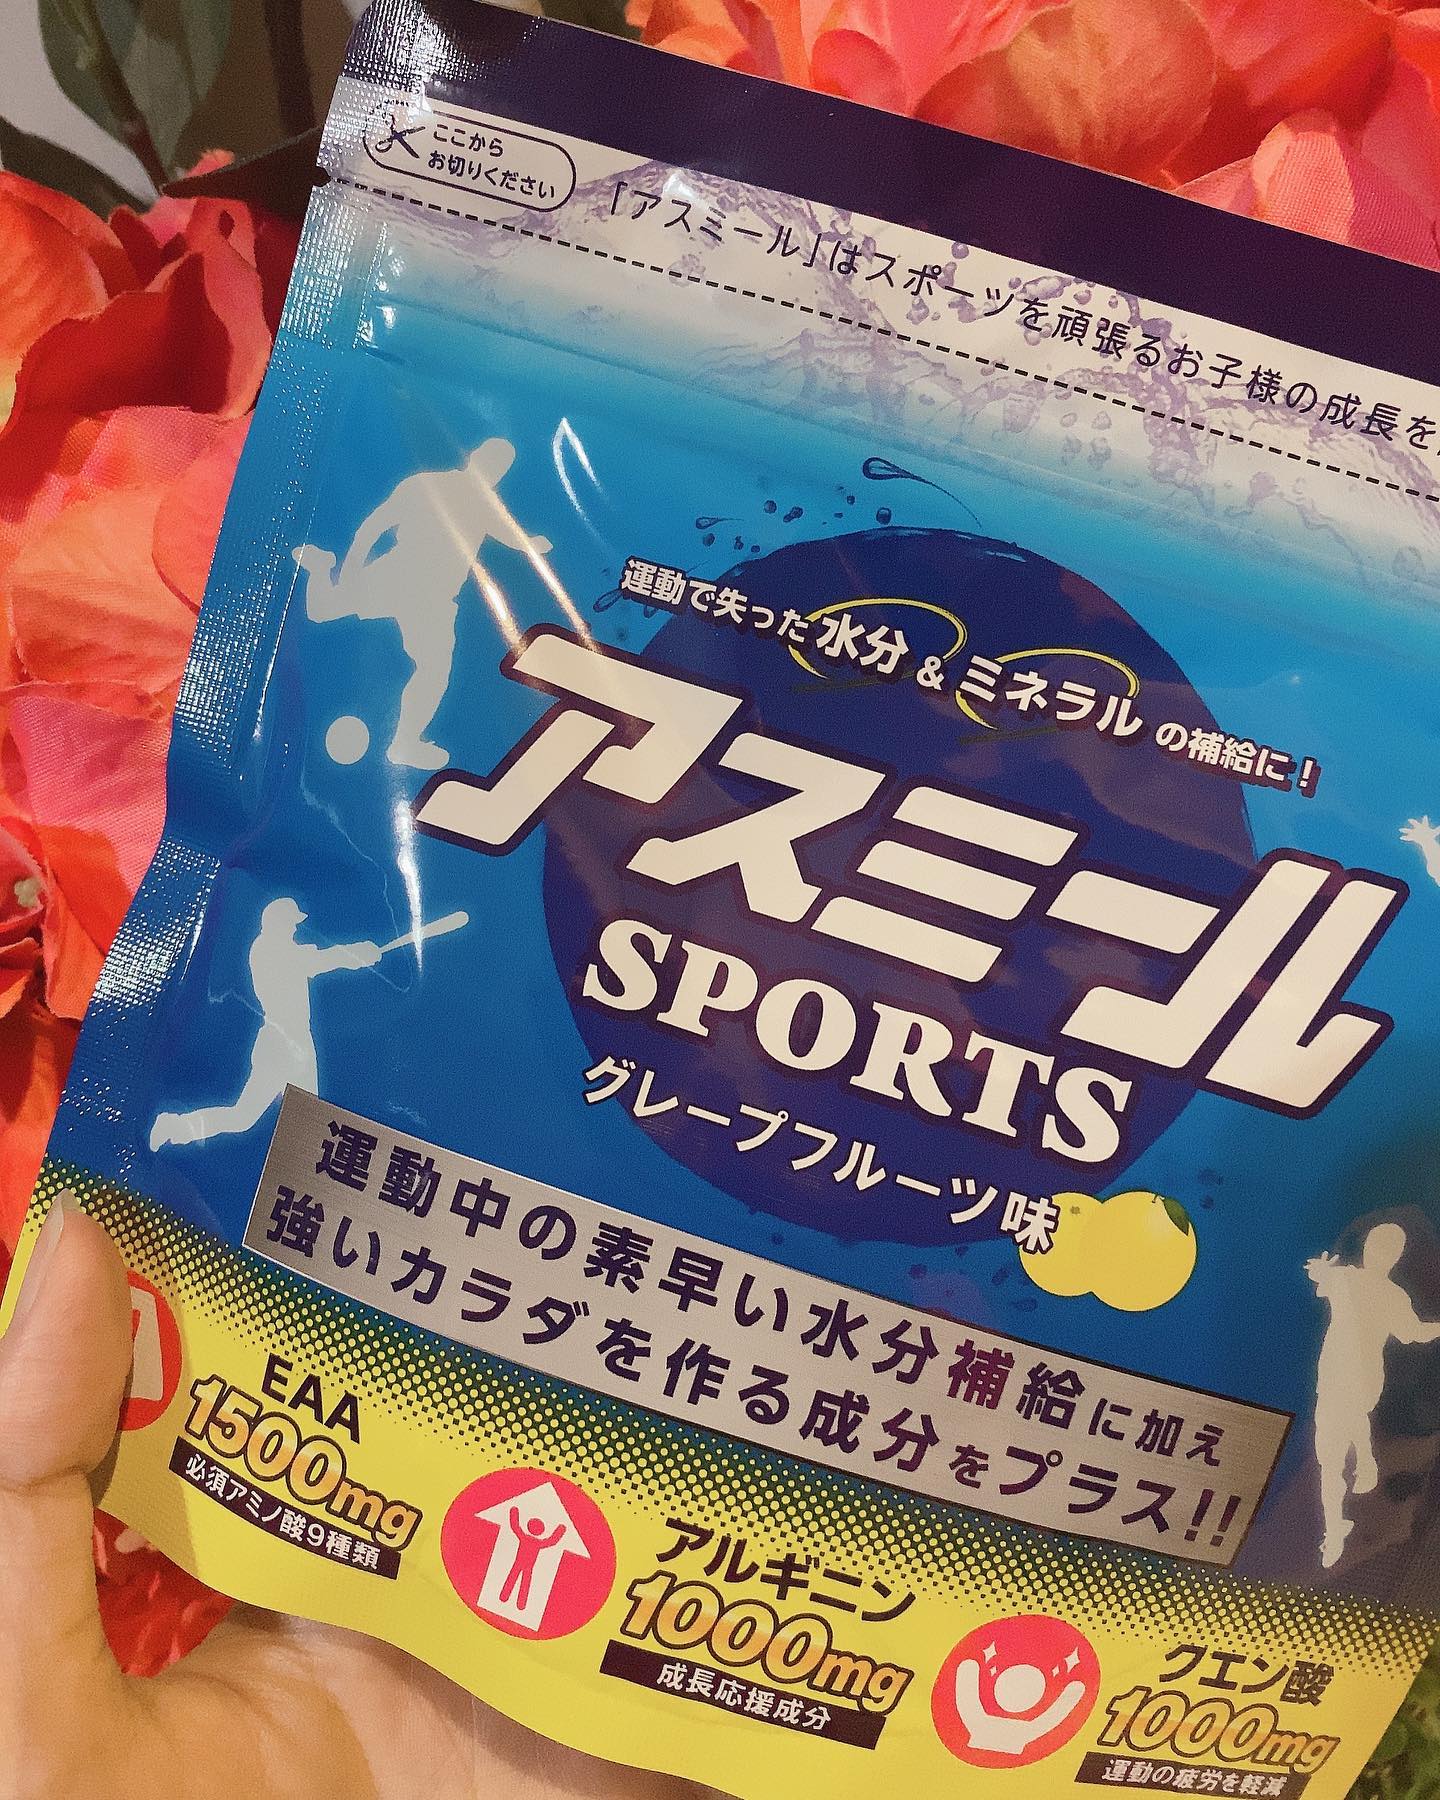 ここから
お切りください
「アスミール」はスポーツを頑張るお子様の成長を
運動で失った水分&ミネラルの補給に!
アスミール
SPORTS
グレープフルーツ味
運動中の素早い水分補給に加え
強いカラダを作る成分をプラス!!
EAA
1500mg
必須アミノ酸9種類
アルギニン
1000mg
成長応援成分
クエン酸
1000mg
運動の疲労を軽減